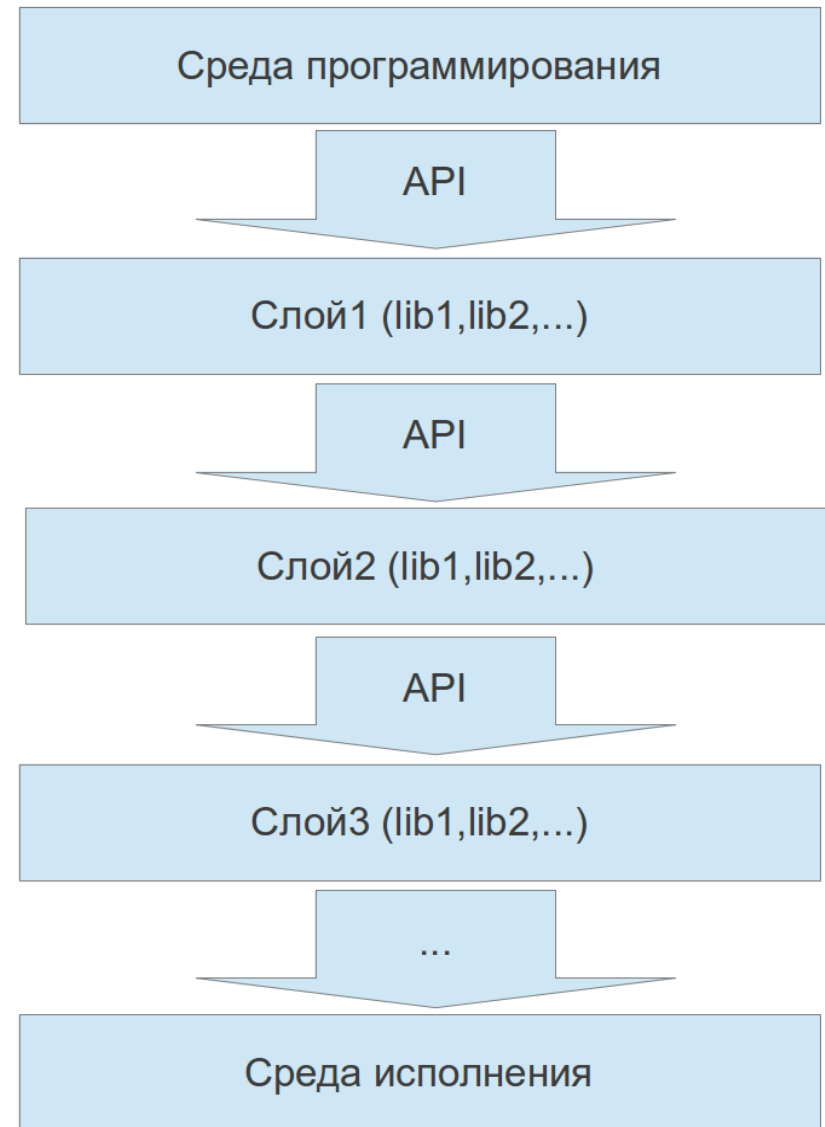 Среда программирования
API
Слой1 (lib1,lib2,...)
API
Слой2 (lib1,lib2,...)
API
Слой3 (lib1,lib2,...)
...
Среда исполнения